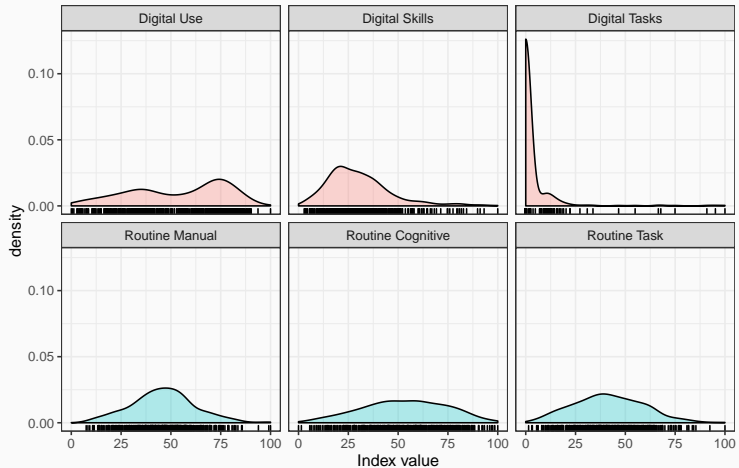 Digital Use Digital Skills Digital Tasks
0.10
0.05
0.00
density
Routine Manual Routine Cognitive Routine Task
0.10
0.05
0.00
0 25 50 75 100 0 25 50 75 100 0 25 50 75 100
Index value